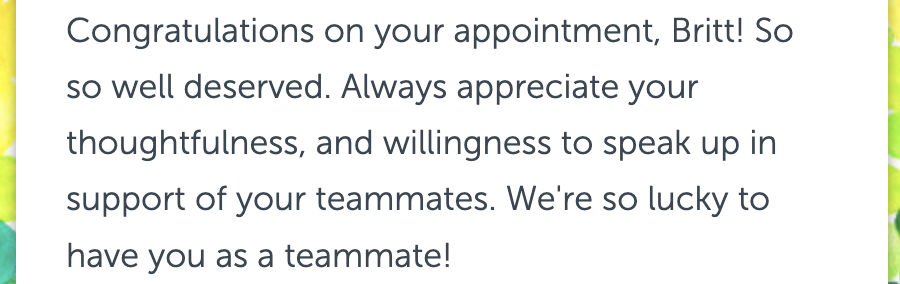 Congratulations on your appointment, Britt! So
so well deserved. Always appreciate your
thoughtfulness, and willingness to speak up in
support of your teammates. We're so lucky to
have you as a teammate!